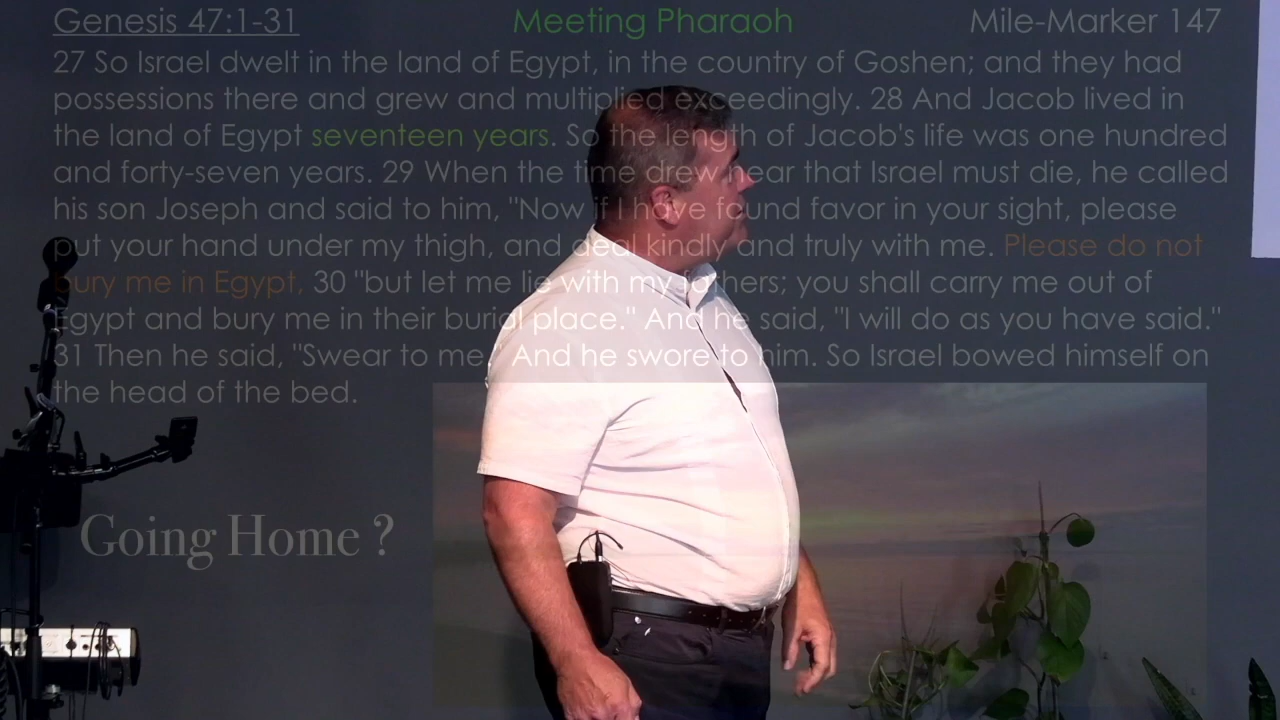 Genesis 47:1-31 Meeting Pharaoh Mile-Marker 147
27 So Israel dwelt in the land of Egypt, in the country of Goshen; and they had
possessions there and grew and multiplied exceedingly. 28 And Jacob lived in
the land of Egypt seventeen years. So the length of Jacob's life was one hundred
and forty-seven years. 29 When the time drew near that Israel must die, he called
his son Joseph and said to him, "Now if I have found favor in your sight, please
put your hand under my thigh, and deal kindly and truly with me. Please do not
bury me in Egypt, 30 "but let me lie with my fathers; you shall carry me out of
Egypt and bury me in their burial place." And he said, "I will do as you have said."
31 Then he said, "Swear to me." And he swore to him. So Israel bowed himself on
the head of the bed.
Going Home ?